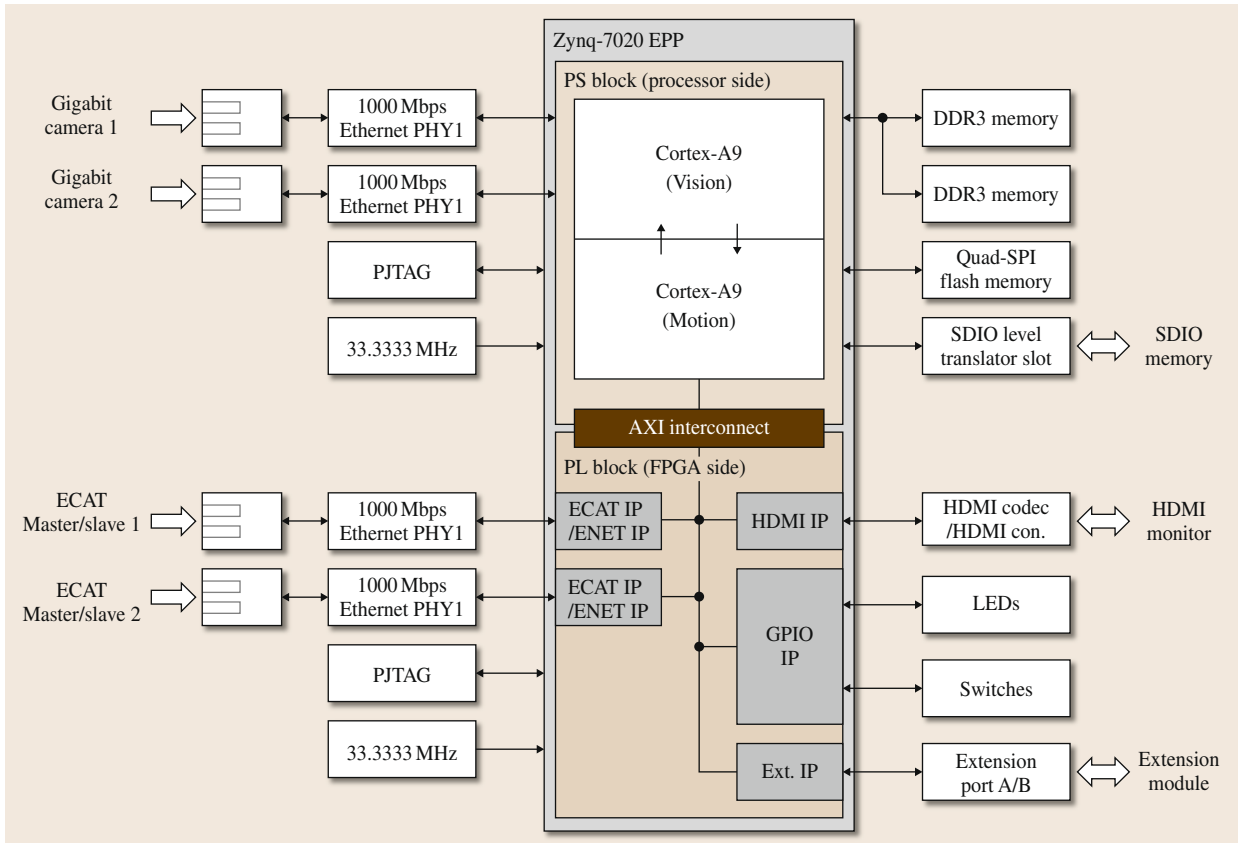 Zynq-7020 EPP
PS block (processor side)
Gigabit
camera 1
1000 Mbps
Ethernet PHY1
Gigabit
camera 2
1000 Mbps
Ethernet PHY1
PJTAG
33.3333 MHz
Cortex-A9
(Vision)
Cortex-A9
(Motion)
DDR3 memory
DDR3 memory
Quad-SPI
flash memory
SDIO level
translator slot
SDIO
memory
AXI interconnect
PL block (FPGA side)
ECAT
Master/slave 1
1000 Mbps
Ethernet PHY1
ECAT IP
/ENET IP
HDMI IP
HDMI codec
/HDMI con.
HDMI
monitor
ECAT
Master/slave 2
1000 Mbps
Ethernet PHY1
ECAT IP
/ENET IP
GPIO
IP
LEDs
PJTAG
Switches
33.3333 MHz
Ext. IP
Extension
port A/B
Extension
module